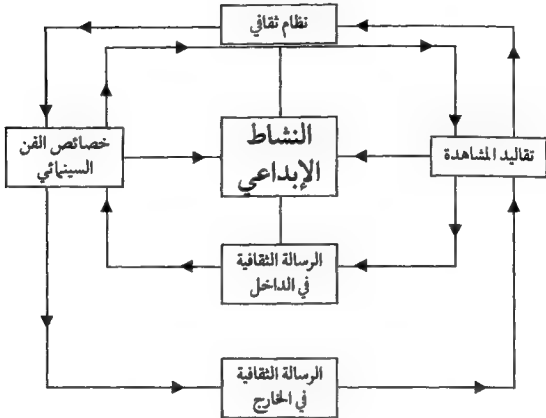 نظام ثقافي
خصائص الفن
السينمائي
النشاط
الإبداعي
تقاليد المشاهدة
الرسالة الثقافية
في الداخل
الرسالة الثقافية
في الخارج